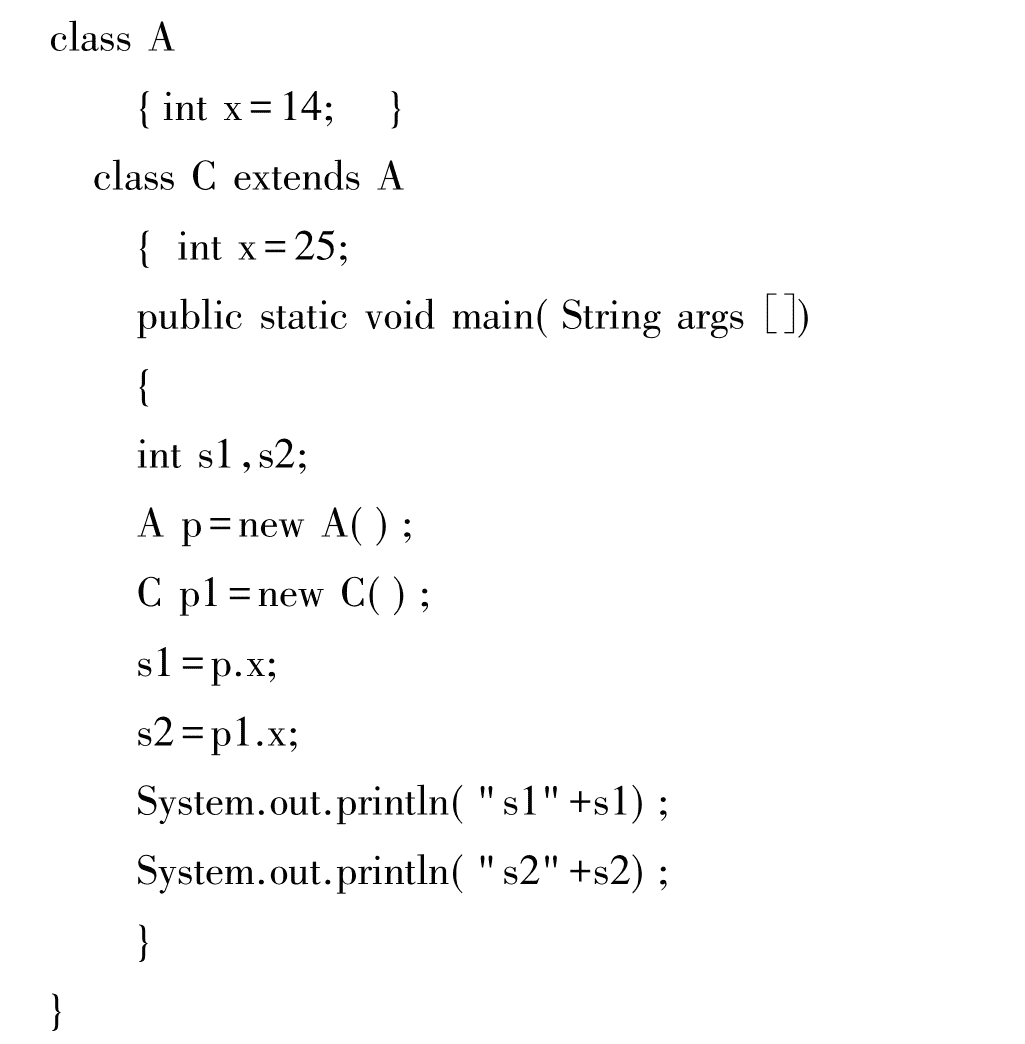 class A
{int x=14; }
class C extends A
{ int x=25;
public static void main( String args [])
{
int s1,s2;
A p=new A( ) ;
C p1=new C( ) ;
s1=p.x;
s2=p1.x;
System.out.println( "s1"+s1) ;
System.out.println( "s2"+s2) ;
}
}